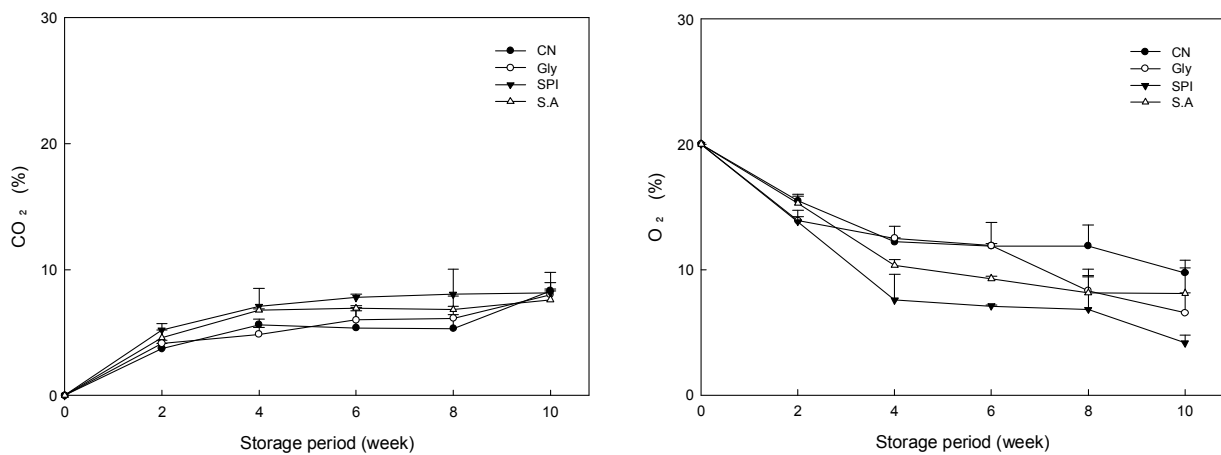 30
20
10
0
CO₂ (%)
CN
Gly
SPI
S.A
0 2 4 6 8 10
Storage period (week)
30
20
10
0
O₂ (%)
CN
Gly
SPI
S.A
0 2 4 6 8 10
Storage period (week)